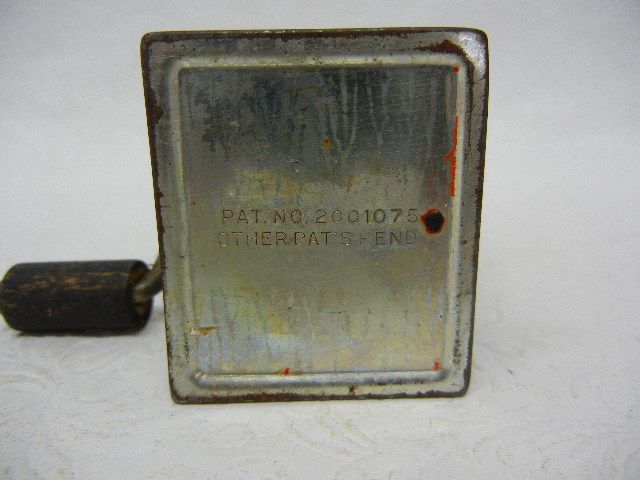 PAT. NO. 2001075
OTHER PAT'S PEND